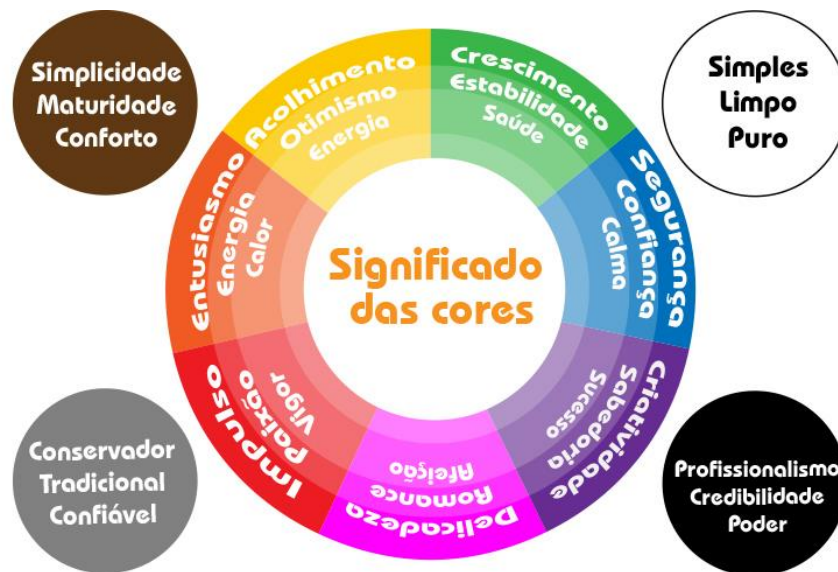 Simplicidade
Maturidade
Conforto
Simples
Limpo
Puro
Significado
das cores
Acolhimento
Otimismo
Energia
Crescimento
Estabilidade
Saúde
Segurança
Confiança
Calma
Criatividade
Sabedoria
Sucesso
Delicadeza
Romance
Afeição
Impulso
Paixão
Vigor
Entusiasmo
Energia
Calor
Conservador
Tradicional
Confiável
Profissionalismo
Credibilidade
Poder